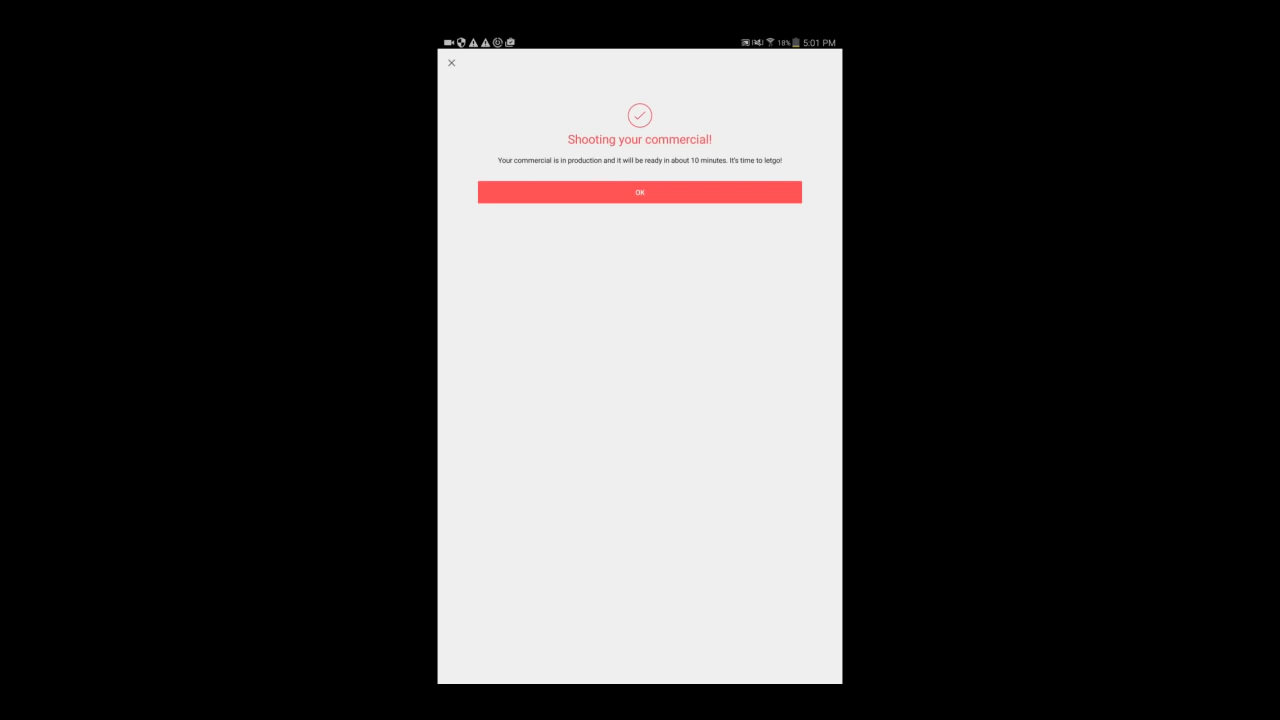 18% 5:01 PM
Shooting your commercial!
Your commercial is in production and it will be ready in about 10 minutes. It's time to letgo!
OK